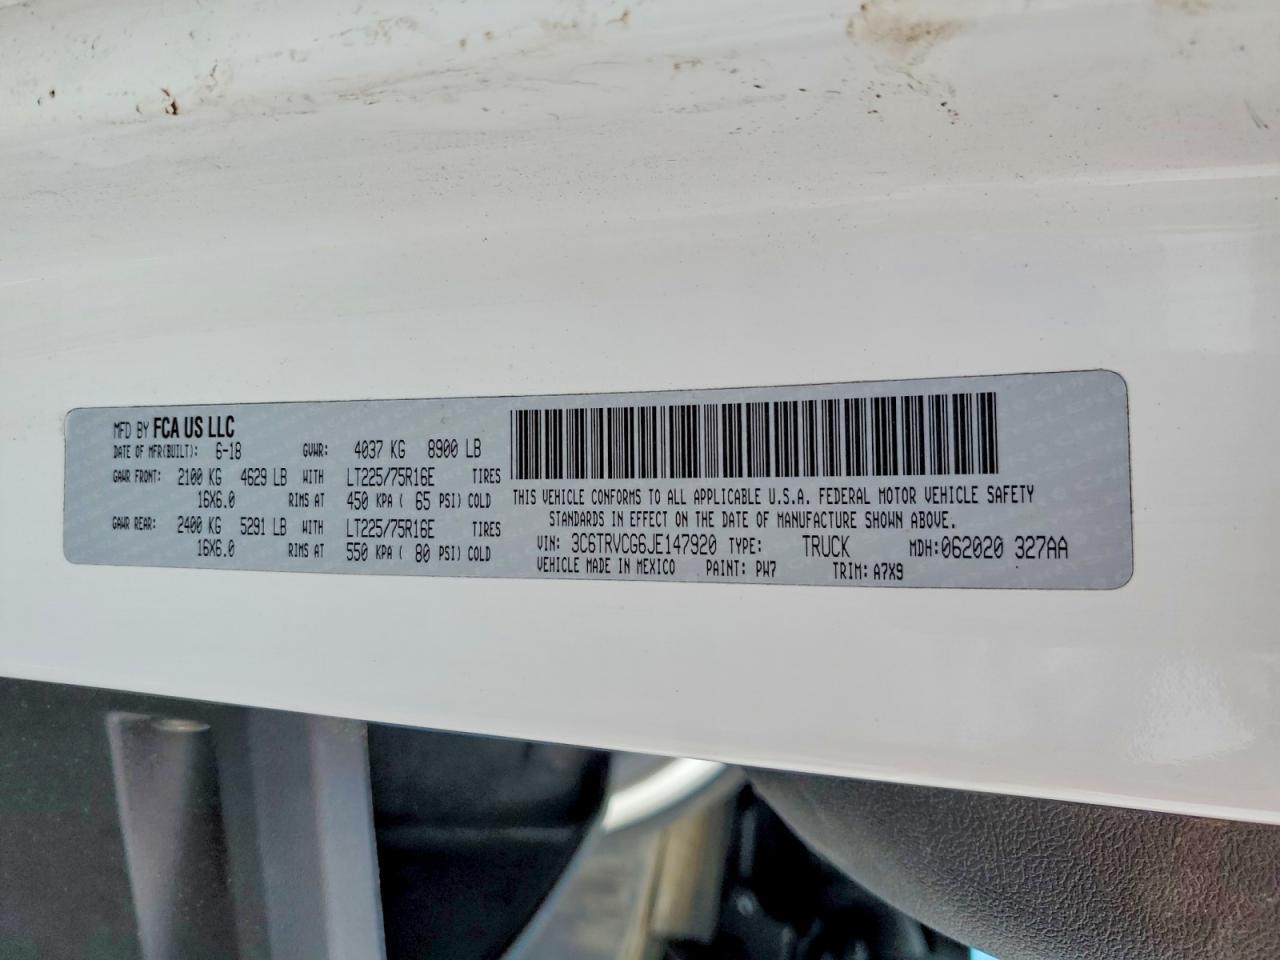 MFD BY FCA US LLC
DATE OF MFR(BUILT): 6-18 GVWR: 4037 KG 8900 LB
GAWR FRONT: 2100 KG 4629 LB WITH LT225/75R16E TIRES
16X6.0 RIMS AT 450 KPA ( 65 PSI) COLD
GAWR REAR: 2400 KG 5291 LB WITH LT225/75R16E TIRES
16X6.0 RIMS AT 550 KPA ( 80 PSI) COLD
THIS VEHICLE CONFORMS TO ALL APPLICABLE U.S.A. FEDERAL MOTOR VEHICLE SAFETY
STANDARDS IN EFFECT ON THE DATE OF MANUFACTURE SHOWN ABOVE.
VIN: 3C6TRVCG6JE147920 TYPE: TRUCK MDH:062020 327AA
VEHICLE MADE IN MEXICO PAINT: PW7 TRIM: A7X9